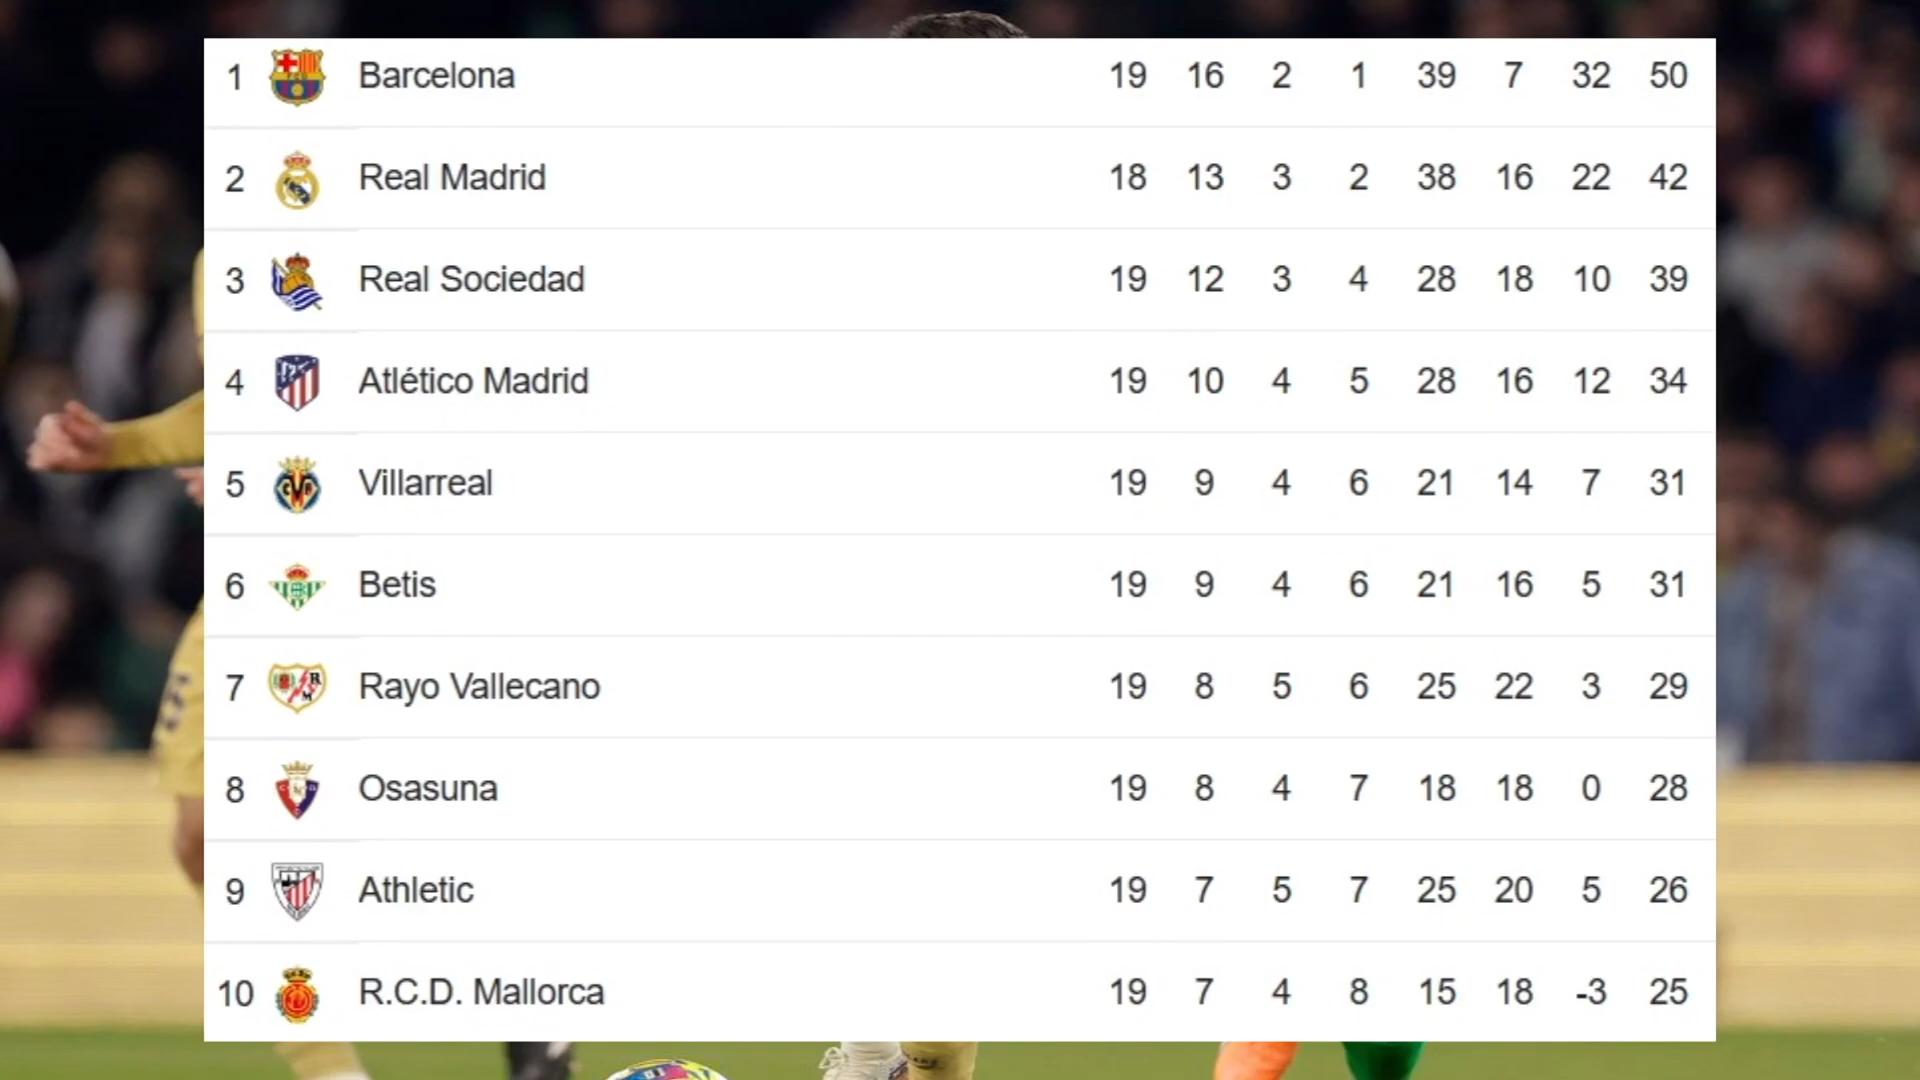 1 Barcelona 19 16 2 1 39 7 32 50
2 Real Madrid 18 13 3 2 38 16 22 42
3 Real Sociedad 19 12 3 4 28 18 10 39
4 Atlético Madrid 19 10 4 5 28 16 12 34
5 Villarreal 19 9 4 6 21 14 7 31
6 Betis 19 9 4 6 21 16 5 31
7 Rayo Vallecano 19 8 5 6 25 22 3 29
8 Osasuna 19 8 4 7 18 18 0 28
9 Athletic 19 7 5 7 25 20 5 26
10 R.C.D. Mallorca 19 7 4 8 15 18 -3 25